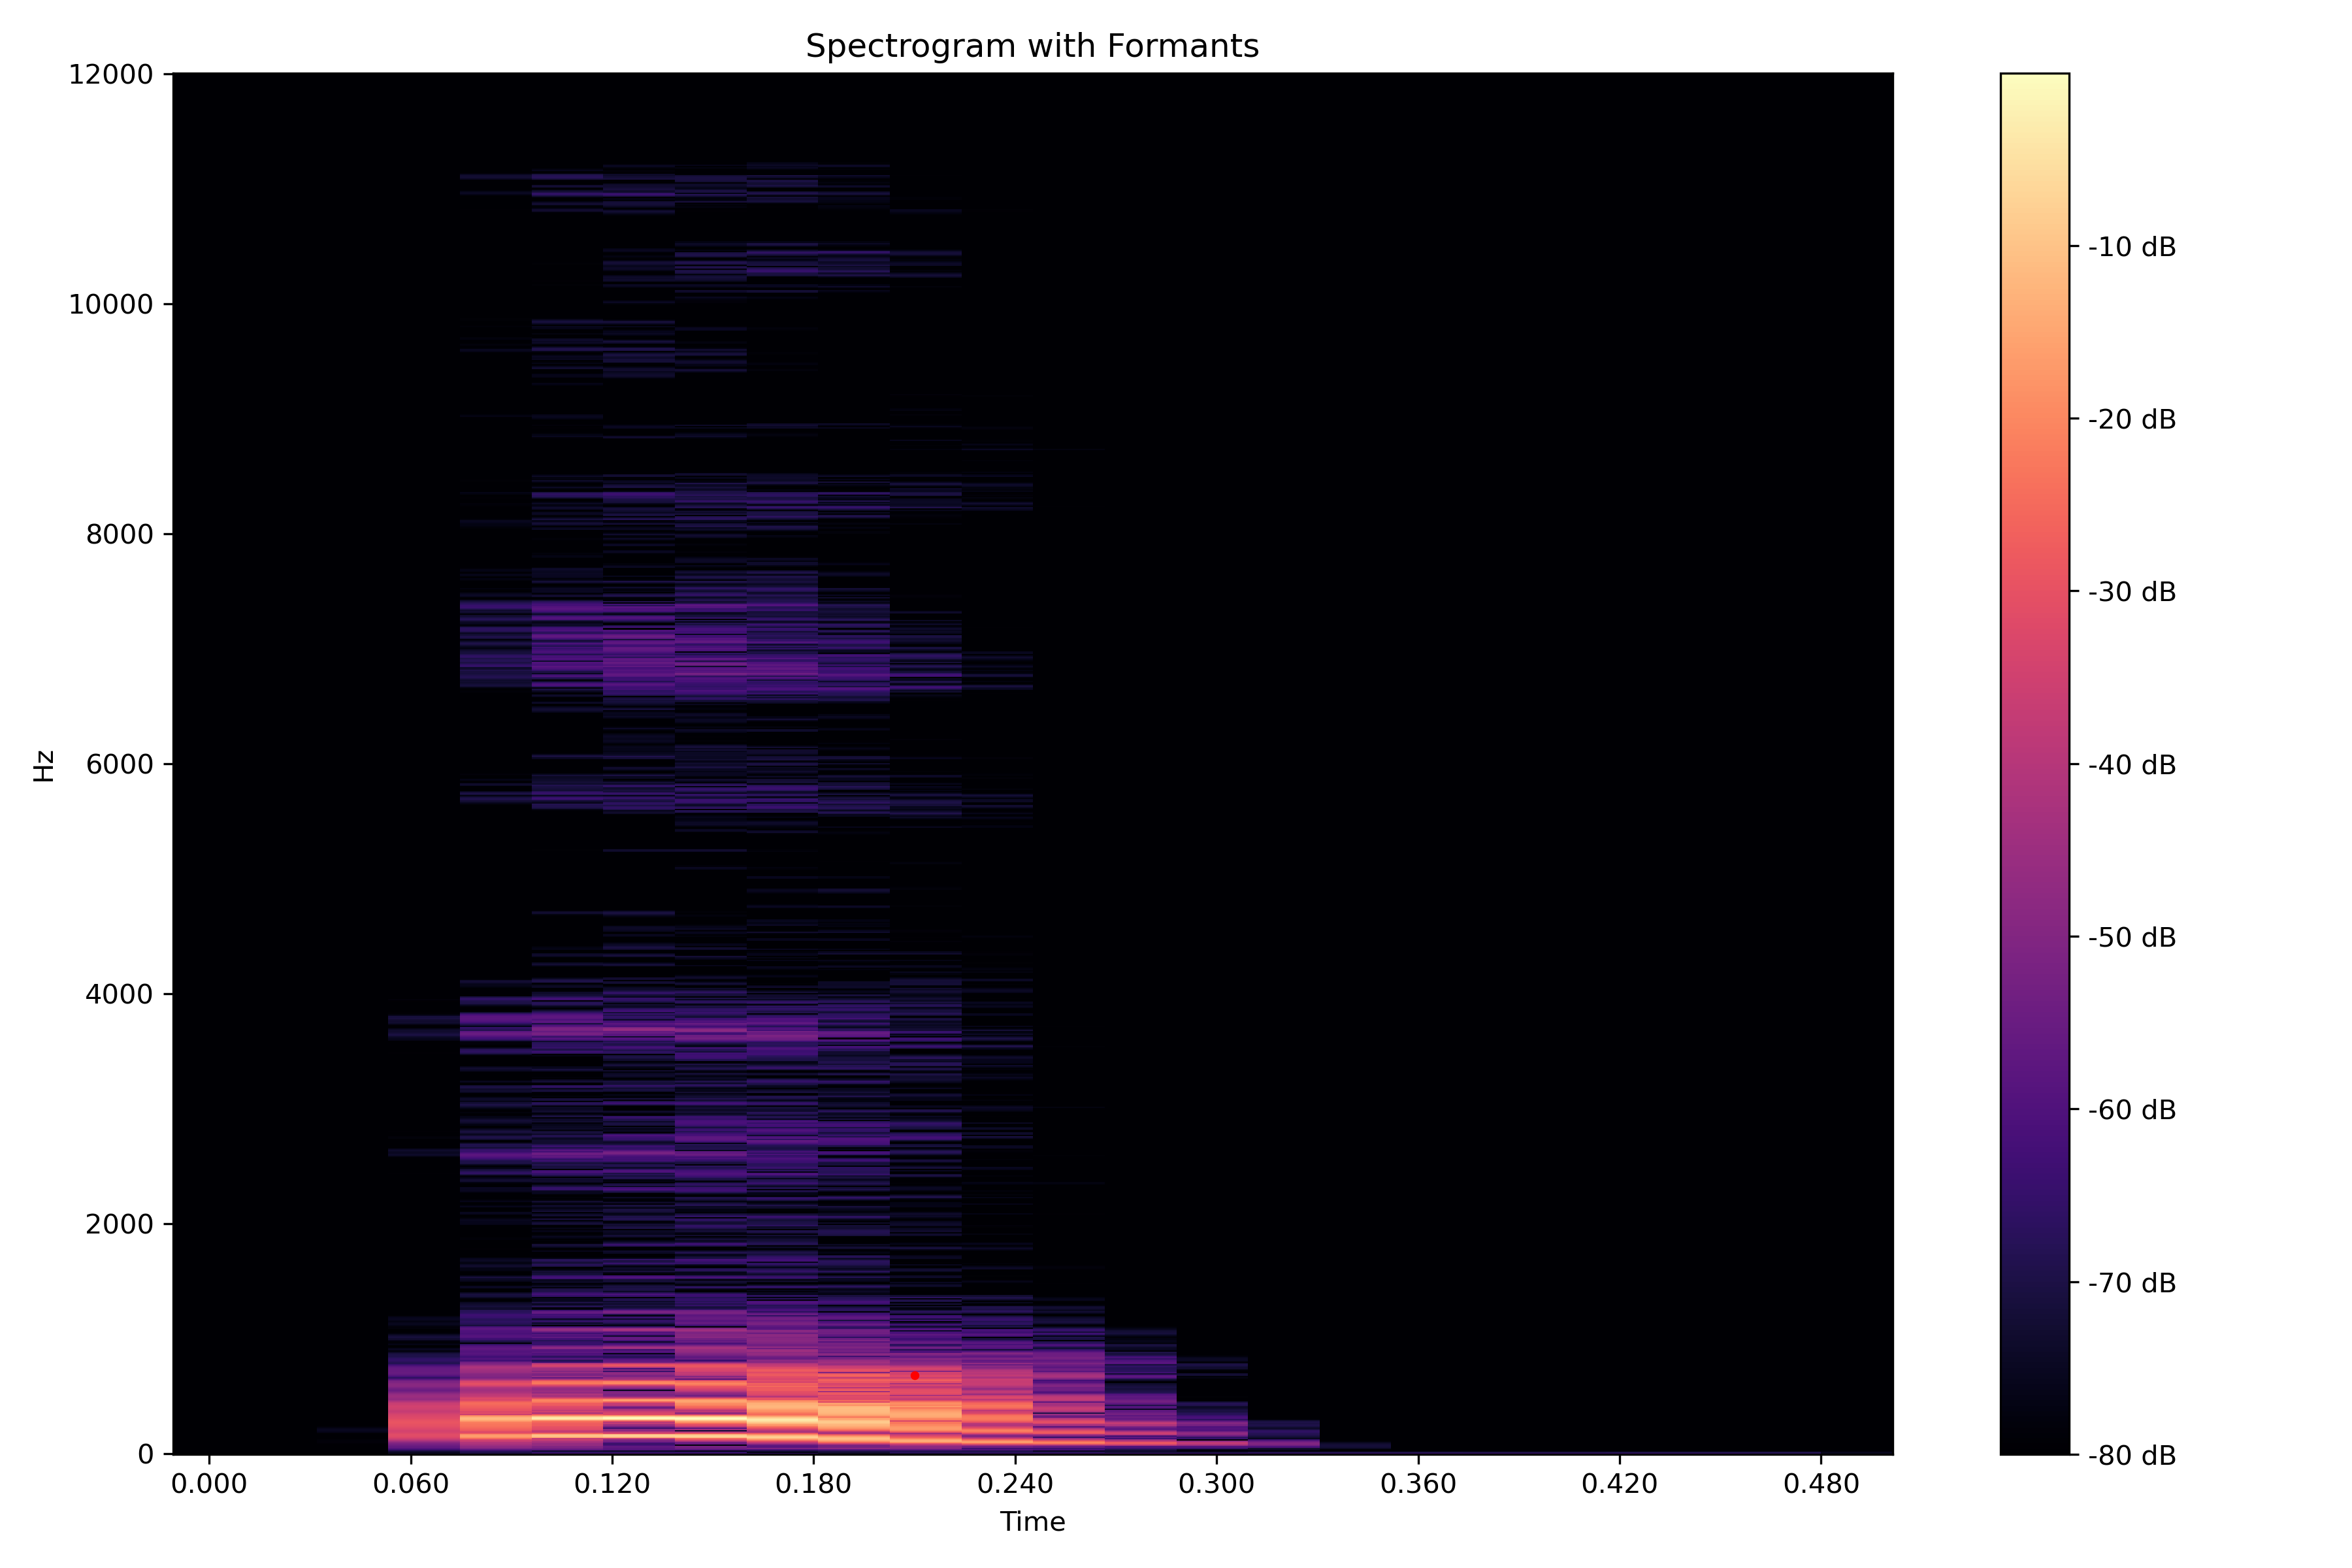 Spectrogram with Formants
12000
10000
8000
6000
4000
2000
0
Hz
0.000 0.060 0.120 0.180 0.240 0.300 0.360 0.420 0.480
Time
-10 dB
-20 dB
-30 dB
-40 dB
-50 dB
-60 dB
-70 dB
-80 dB